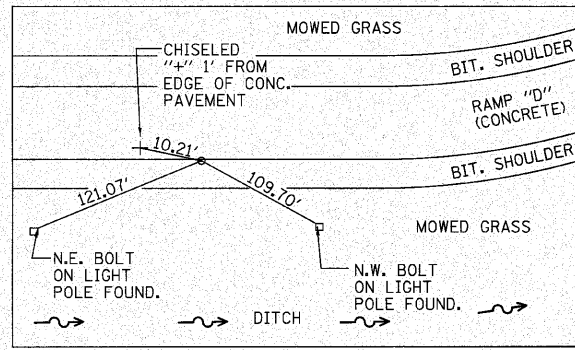 MOWED GRASS
CHISELED
"+" 1' FROM
EDGE OF CONC.
PAVEMENT
BIT. SHOULDER
RAMP "D"
(CONCRETE)
10.21'
BIT. SHOULDER
121.07'
109.70'
MOWED GRASS
N.E. BOLT
ON LIGHT
POLE FOUND.
N.W. BOLT
ON LIGHT
POLE FOUND.
DITCH